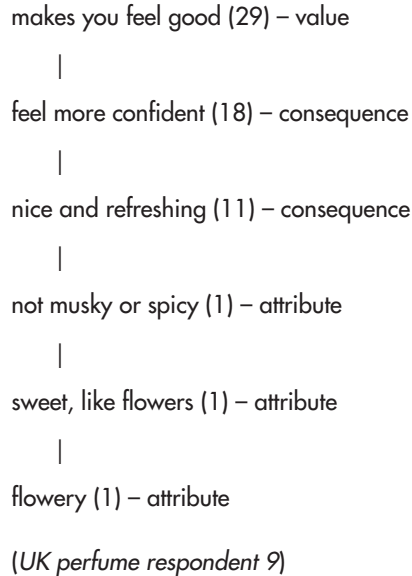 makes you feel good (29) – value
|
feel more confident (18) – consequence
|
nice and refreshing (11) – consequence
|
not musky or spicy (1) – attribute
|
sweet, like flowers (1) – attribute
|
flowery (1) – attribute
(UK perfume respondent 9)